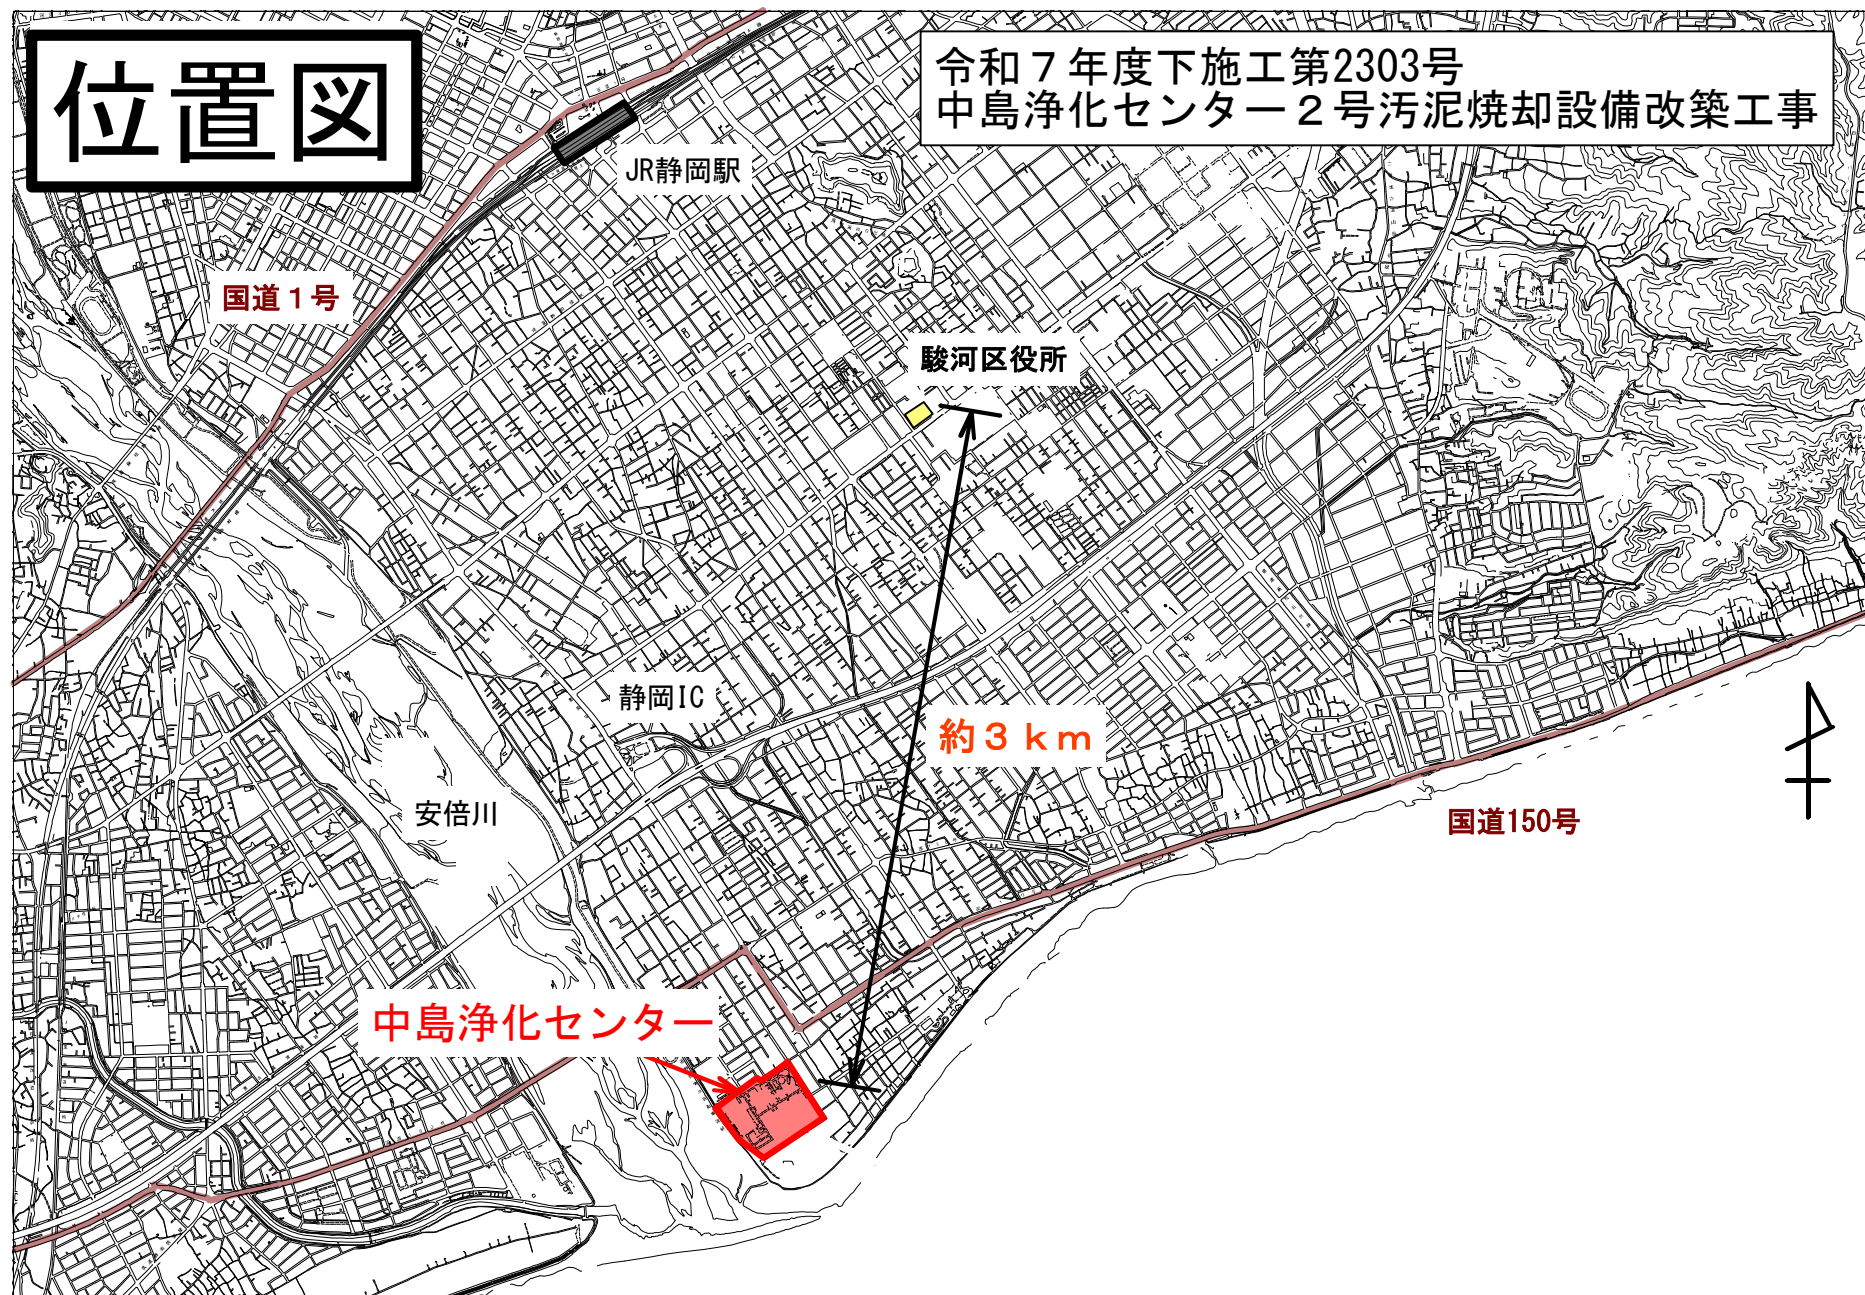 位置図
令和７年度下施工第2303号
中島浄化センター２号汚泥焼却設備改築工事
JR静岡駅
国道１号
駿河区役所
静岡IC
約３ｋｍ
安倍川
国道150号
中島浄化センター